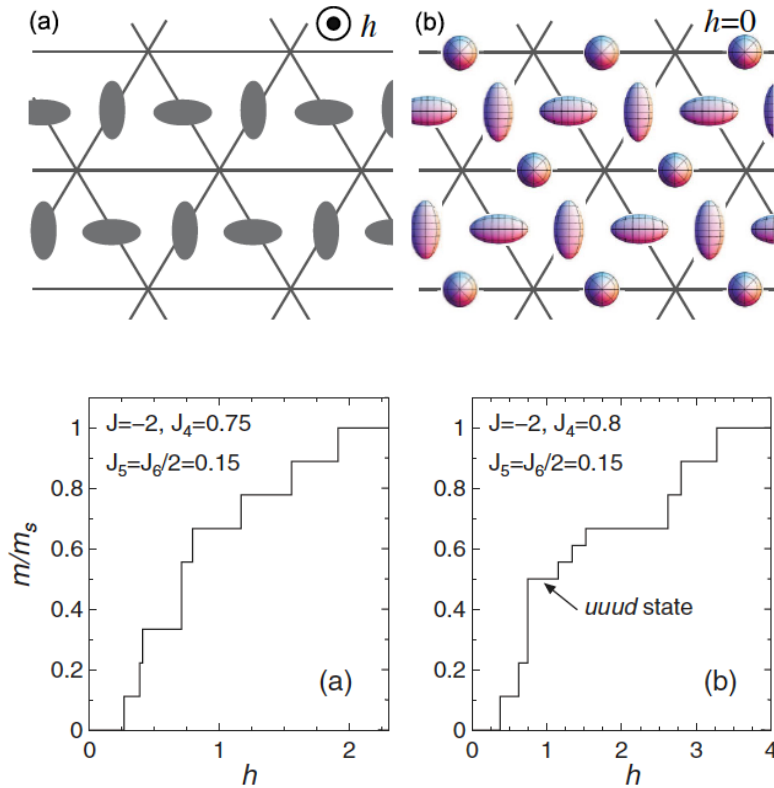 (a)
h
(b)
h=0
J=−2, J₄=0.75
J₅=J₆/2=0.15
m/mₛ
1
0.8
0.6
0.4
0.2
0
(a)
0
1
2
h
J=−2, J₄=0.8
J₅=J₆/2=0.15
1
0.8
0.6
0.4
0.2
0
uuud state
(b)
0
1
2
3
4
h